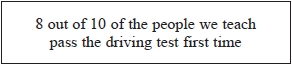 8 out of 10 of the people we teach
pass the driving test first time